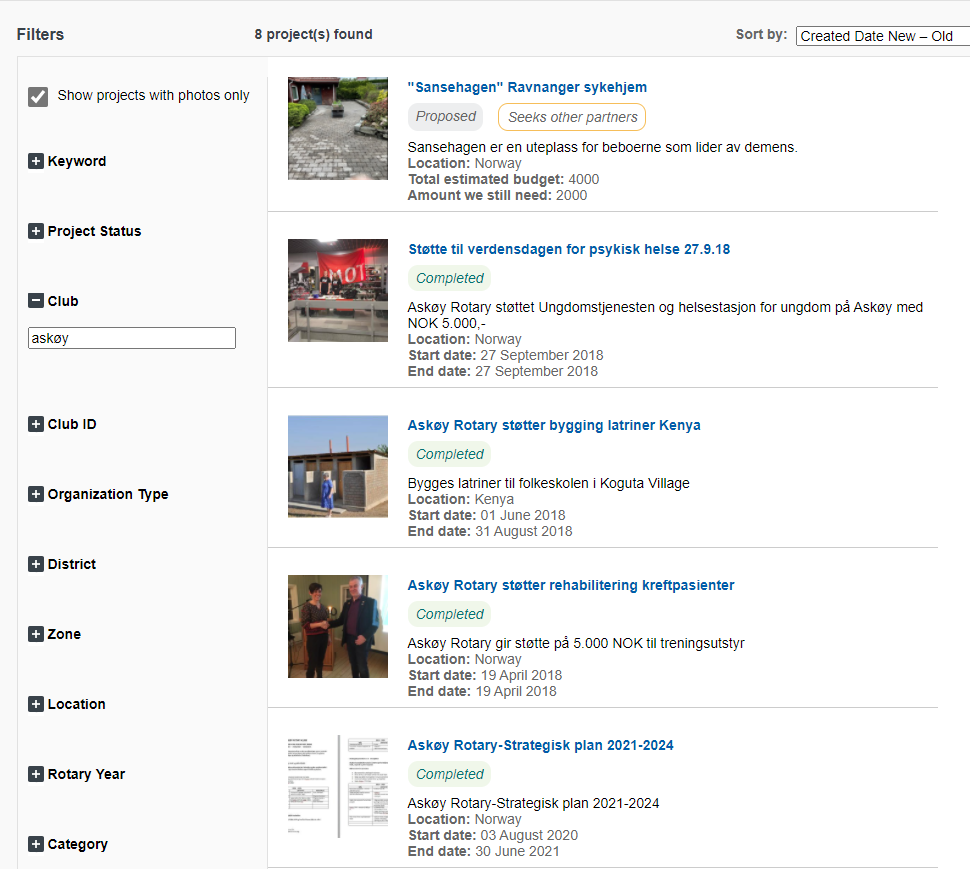 Filters
8 project(s) found
Sort by: Created Date New – Old
Show projects with photos only
Keyword
Project Status
Club
askøy
Club ID
Organization Type
District
Zone
Location
Rotary Year
Category
"Sansehagen" Ravnanger sykehjem
Proposed Seeks other partners
Sansehagen er en uteplass for beboerne som lider av demens.
Location: Norway
Total estimated budget: 4000
Amount we still need: 2000
Støtte til verdensdagen for psykisk helse 27.9.18
Completed
Askøy Rotary støttet Ungdomstjenesten og helsestasjon for ungdom på Askøy med
NOK 5.000,-
Location: Norway
Start date: 27 September 2018
End date: 27 September 2018
Askøy Rotary støtter bygging latriner Kenya
Completed
Bygges latriner til folkeskolen i Koguta Village
Location: Kenya
Start date: 01 June 2018
End date: 31 August 2018
Askøy Rotary støtter rehabilitering kreftpasienter
Completed
Askøy Rotary gir støtte på 5.000 NOK til treningsutstyr
Location: Norway
Start date: 19 April 2018
End date: 19 April 2018
Askøy Rotary-Strategisk plan 2021-2024
Completed
Askøy Rotary-Strategisk plan 2021-2024
Location: Norway
Start date: 03 August 2020
End date: 30 June 2021